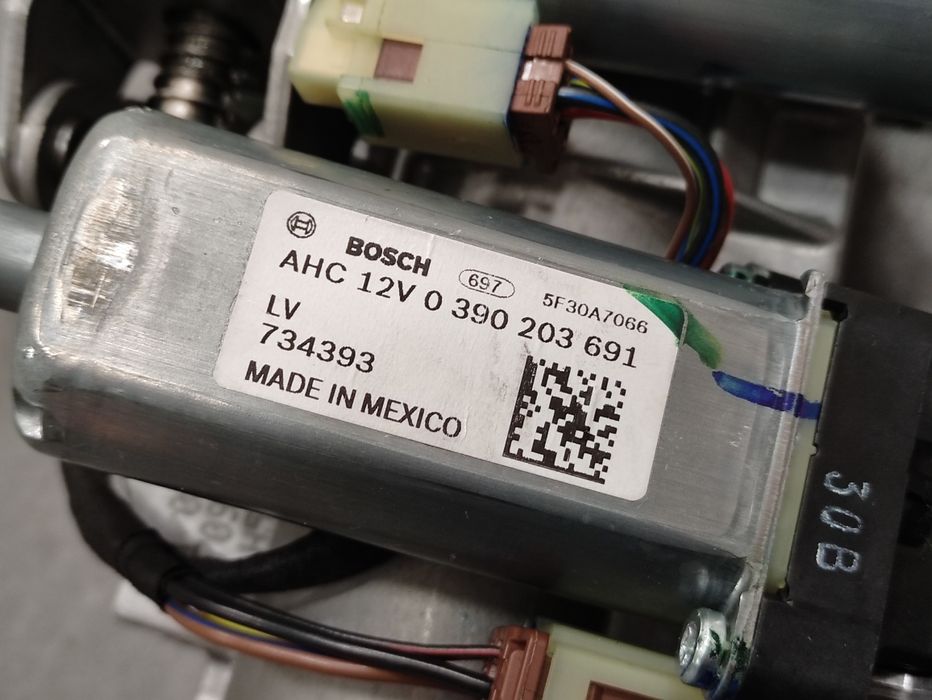 BOSCH 697 5F30A7066
AHC 12V 0 390 203 691
LV
734393
MADE IN MEXICO
30B